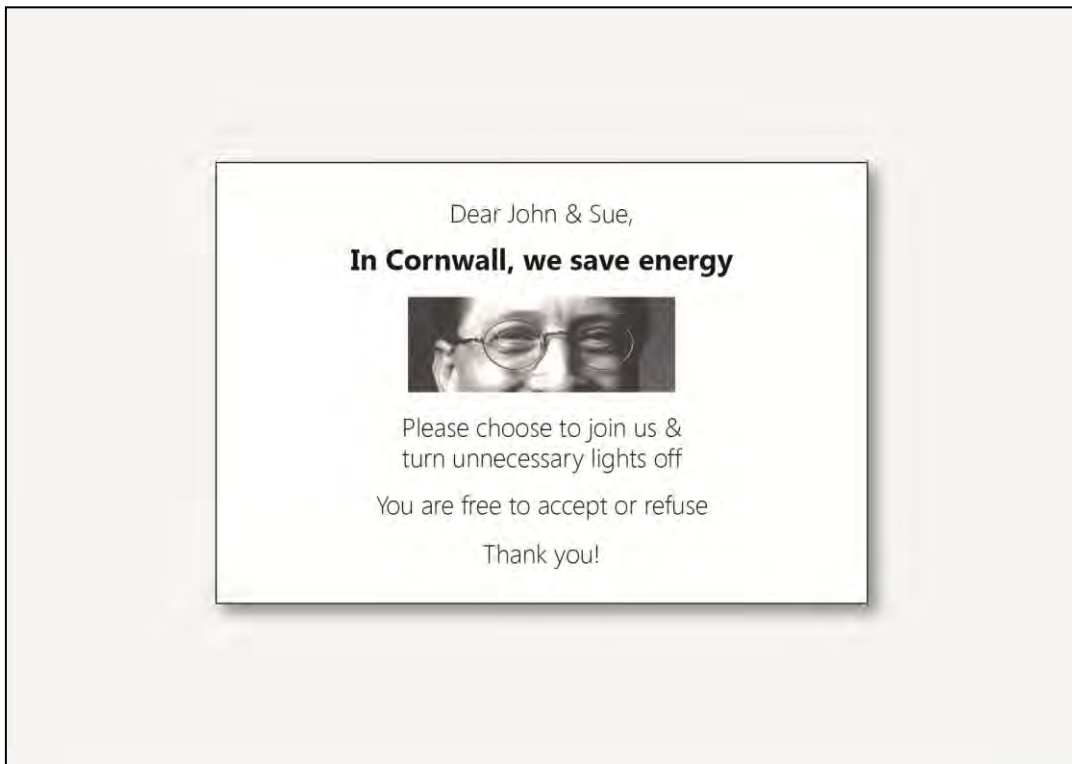 Dear John & Sue,
In Cornwall, we save energy
Please choose to join us &
turn unnecessary lights off
You are free to accept or refuse
Thank you!